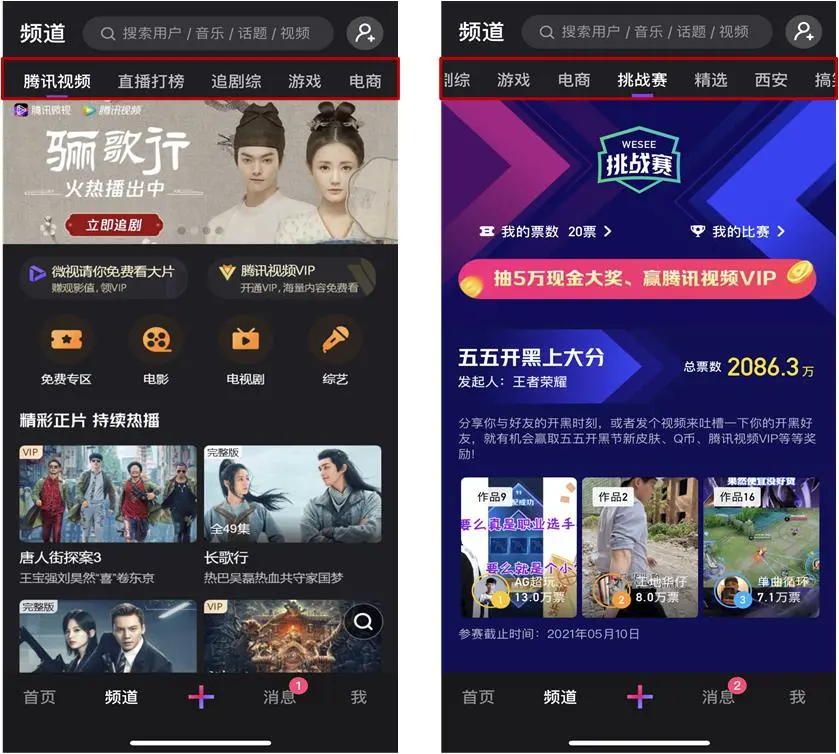 频道
搜索用户 / 音乐 / 话题 / 视频
腾讯视频 直播打榜 追剧综 游戏 电商
腾讯微视 腾讯视频
骊歌行
火热播出中
立即追剧
微视请你免费看大片
赚观影值，领VIP
腾讯视频VIP
开通VIP，海量内容免费看
免费专区 电影 电视剧 综艺
精彩正片 持续热播
VIP
完整版
全49集
唐人街探案3
王宝强刘昊然“喜”卷东京
长歌行
热巴吴磊热血共守家国梦
完整版
VIP
首页 频道 消息 1 我
频道
搜索用户 / 音乐 / 话题 / 视频
剧综 游戏 电商 挑战赛 精选 西安 搞笑
WESEE
挑战赛
我的票数 20票
我的比赛
抽5万现金大奖、赢腾讯视频VIP
五五开黑上大分
发起人：王者荣耀
总票数 2086.3万
分享你与好友的开黑时刻，或者发个视频来吐槽一下你的开黑好
友，就有机会赢取五五开黑节新皮肤、Q币、腾讯视频VIP等等奖
励！
作品9
配成功
要么真是职业选手
要么就是个小
AG超玩..
1 13.0万票
作品2
工地华仔
2 8.0万票
果然便宜没好货
作品16
单曲循环
3 7.1万票
参赛截止时间：2021年05月10日
首页 频道 消息 2 我